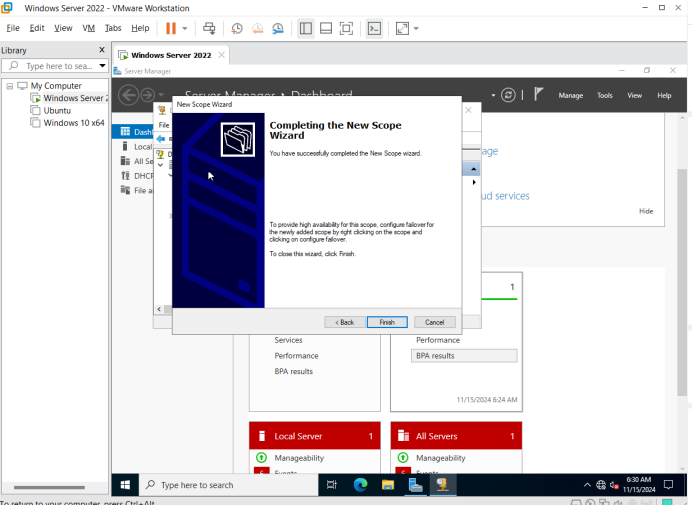 Windows Server 2022 - VMware Workstation
File Edit View VM Tabs Help
Library X
Type here to sea...
My Computer
Windows Server 2
Ubuntu
Windows 10 x64
Windows Server 2022
Server Manager
Server Manager Dashboard
Manage Tools View Help
Dashb
Local
All Se
DHCP
File a
File
D
New Scope Wizard
Completing the New Scope
Wizard
You have successfully completed the New Scope wizard.
To provide high availability for this scope, configure failover for
the newly added scope by right clicking on the scope and
clicking on configure failover.
To close this wizard, click Finish.
< Back Finish Cancel
age
ud services
Hide
1
Services
Performance
BPA results
Performance
BPA results
11/15/2024 6:24 AM
Local Server 1
Manageability
Events
All Servers 1
Manageability
Events
Type here to search
6:30 AM
11/15/2024
To return to your computer, press Ctrl+Alt.